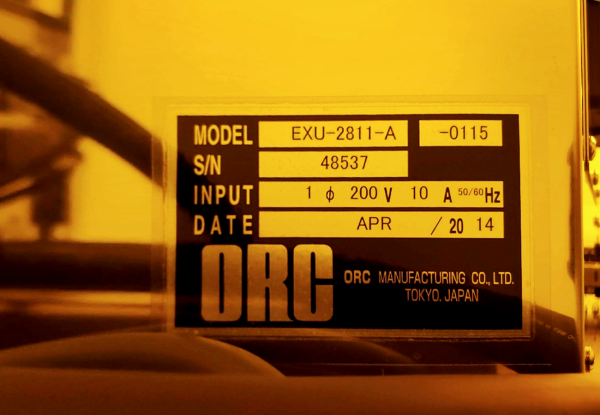 MODEL EXU-2811-A -0115
S/N 48537
INPUT 1 ϕ 200 V 10 A 50/60 Hz
DATE APR / 20 14
ORC ORC MANUFACTURING CO., LTD.
TOKYO. JAPAN